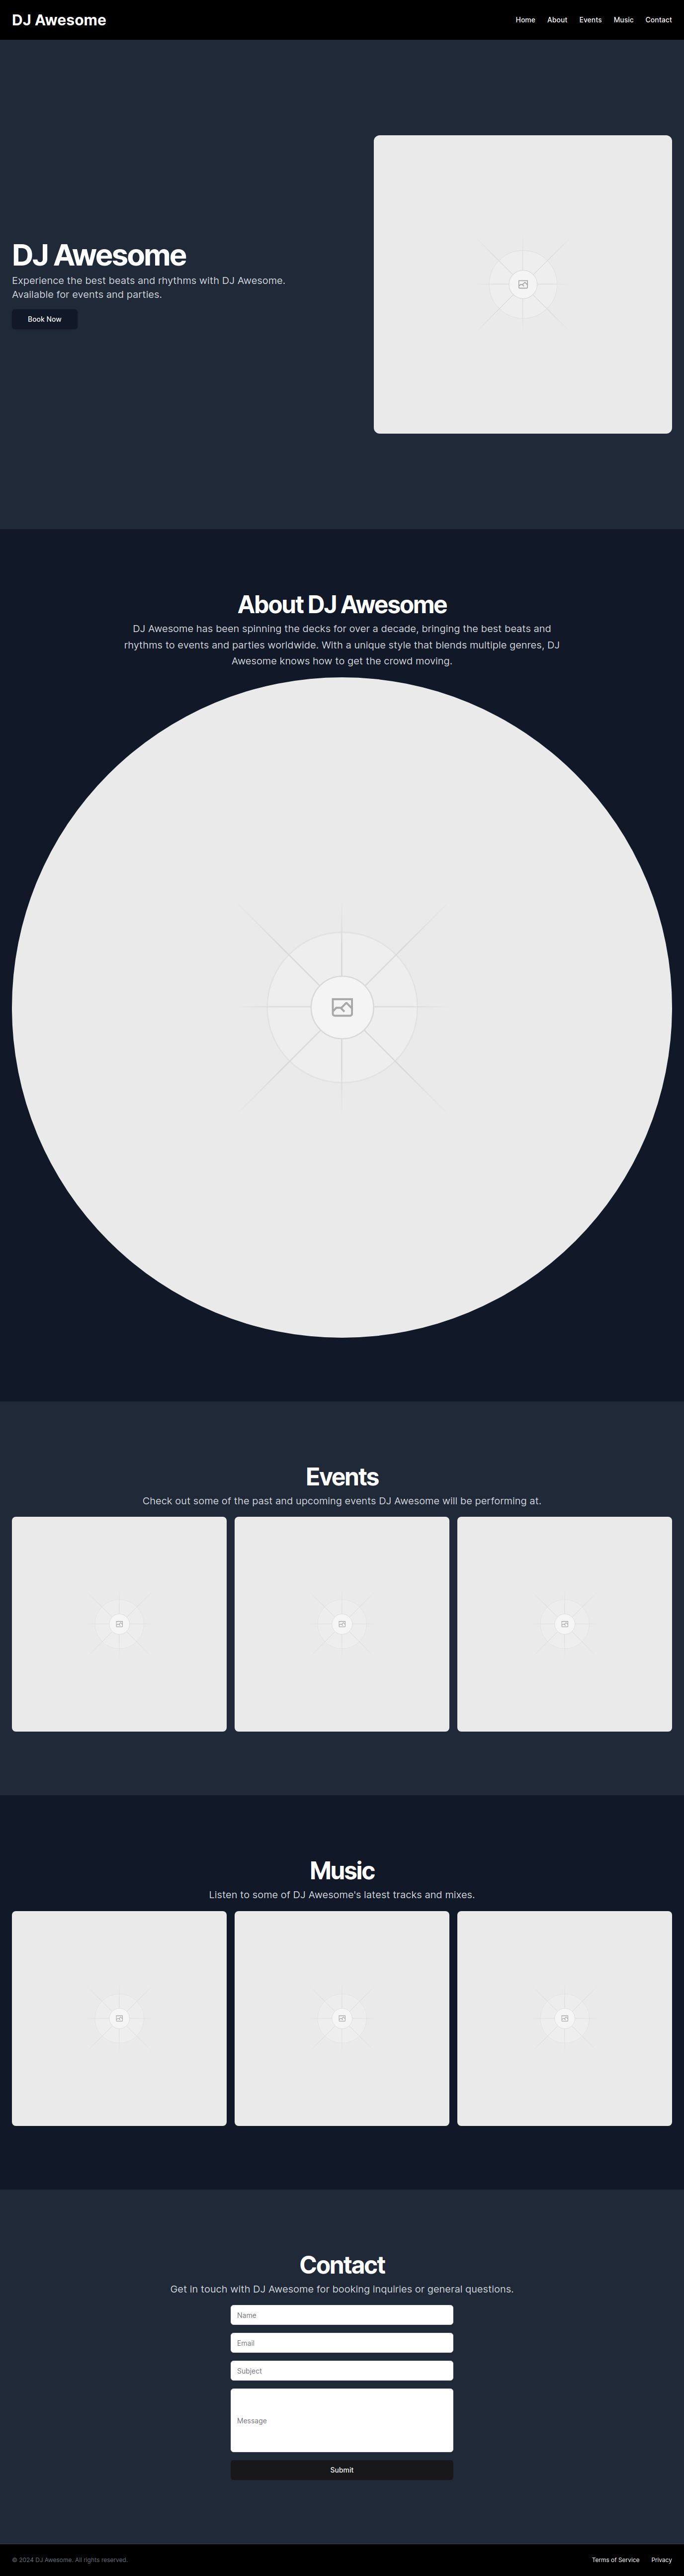 DJ Awesome
Home About Events Music Contact
DJ Awesome
Experience the best beats and rhythms with DJ Awesome.
Available for events and parties.
Book Now
About DJ Awesome
DJ Awesome has been spinning the decks for over a decade, bringing the best beats and
rhythms to events and parties worldwide. With a unique style that blends multiple genres, DJ
Awesome knows how to get the crowd moving.
Events
Check out some of the past and upcoming events DJ Awesome will be performing at.
Music
Listen to some of DJ Awesome's latest tracks and mixes.
Contact
Get in touch with DJ Awesome for booking inquiries or general questions.
Name
Email
Subject
Message
Submit
© 2024 DJ Awesome. All rights reserved.
Terms of Service Privacy